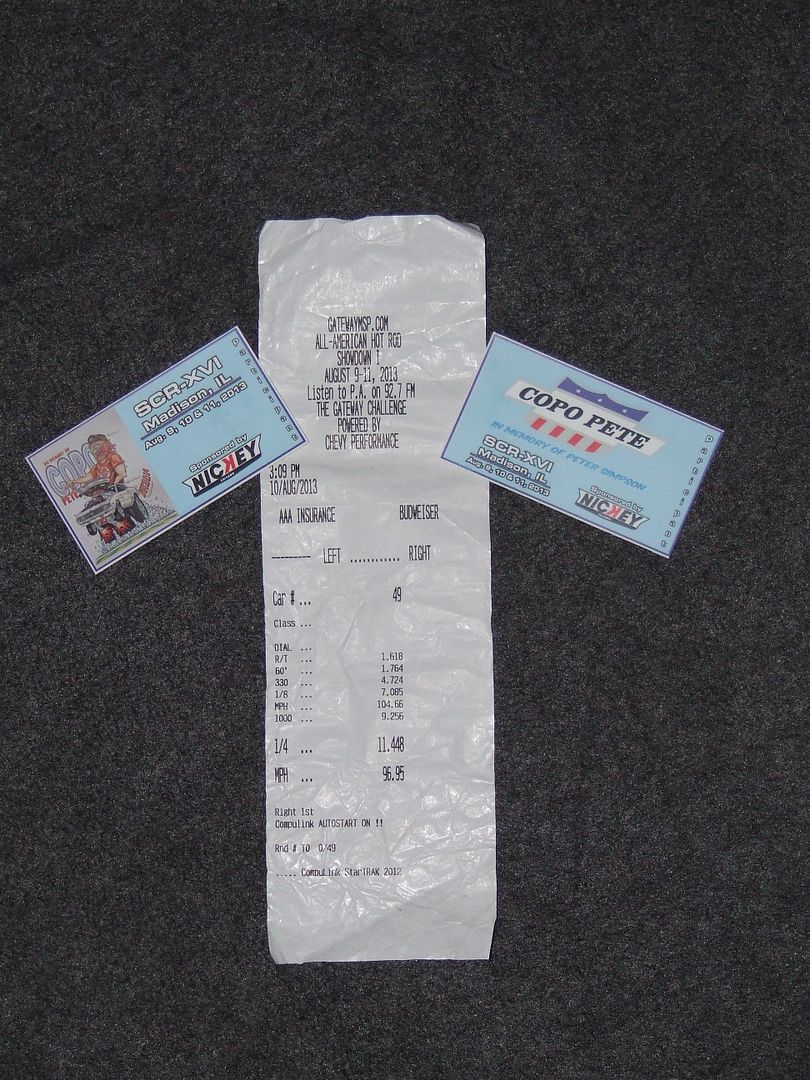 GATEWAYMSP.COM
ALL-AMERICAN HOT ROD
SHOWDOWN I
AUGUST 9-11, 2013
Listen to P.A. on 92.7 FM
THE GATEWAY CHALLENGE
POWERED BY
CHEVY PERFORMANCE
3:09 PM
10/AUG/2013
AAA INSURANCE BUDWEISER
--------- LEFT ............ RIGHT
Car # ... 49
Class ...
DIAL ...
R/T ... 1.618
60' ... 1.764
330 ... 4.724
1/8 ... 7.085
MPH ... 104.66
1000 ... 9.256
1/4 ... 11.448
MPH ... 96.95
Right 1st
Compulink AUTOSTART ON !!
Rnd # T0 0/49
..... CompuLink StarTRAK 2012
SCR-XVI
Madison, IL
Aug. 9, 10 & 11, 2013
Sponsored by
NICKEY
Participant
IN MEMORY OF
COPO
PETE
COPO PETE
IN MEMORY OF PETER SIMPSON
SCR-XVI
Madison, IL
Aug. 9, 10 & 11, 2013
Sponsored by
NICKEY
Participant